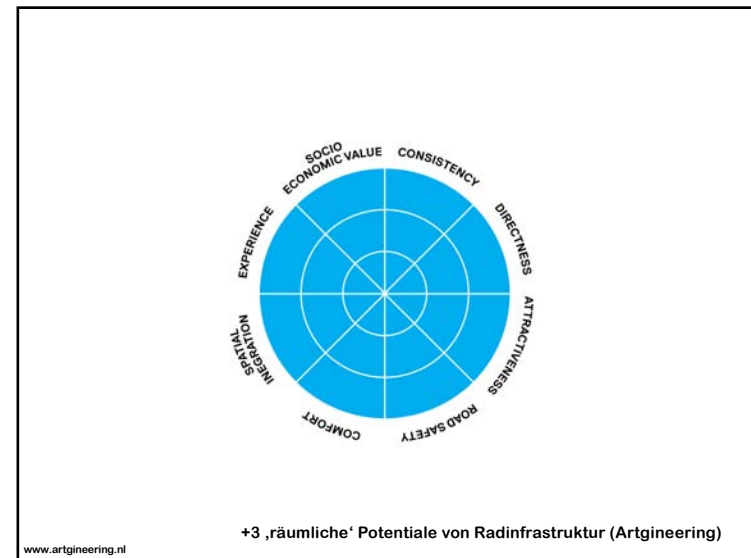 SOCIO
ECONOMIC VALUE
CONSISTENCY
DIRECTNESS
ATTRACTIVENESS
ROAD SAFETY
COMFORT
SPATIAL
INEGRATION
EXPERIENCE
+3 ‚räumliche‘ Potentiale von Radinfrastruktur (Artgineering)
www.artgineering.nl